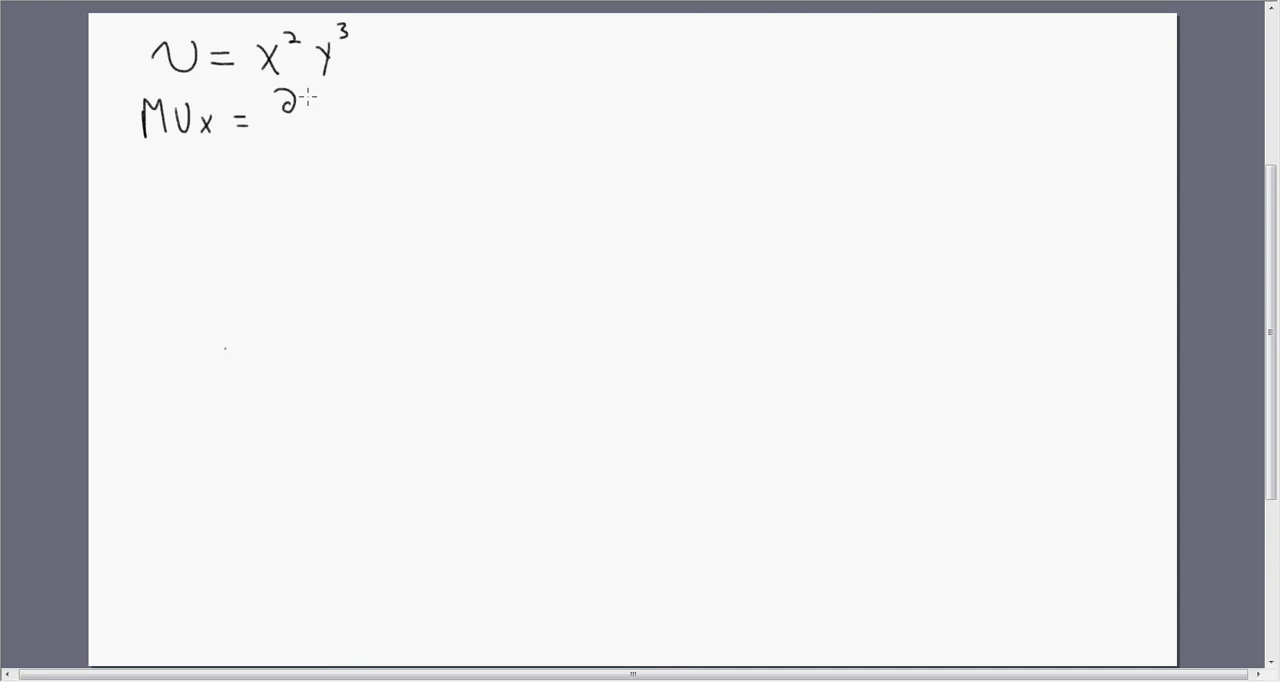 U = x² y³
MUx = ∂